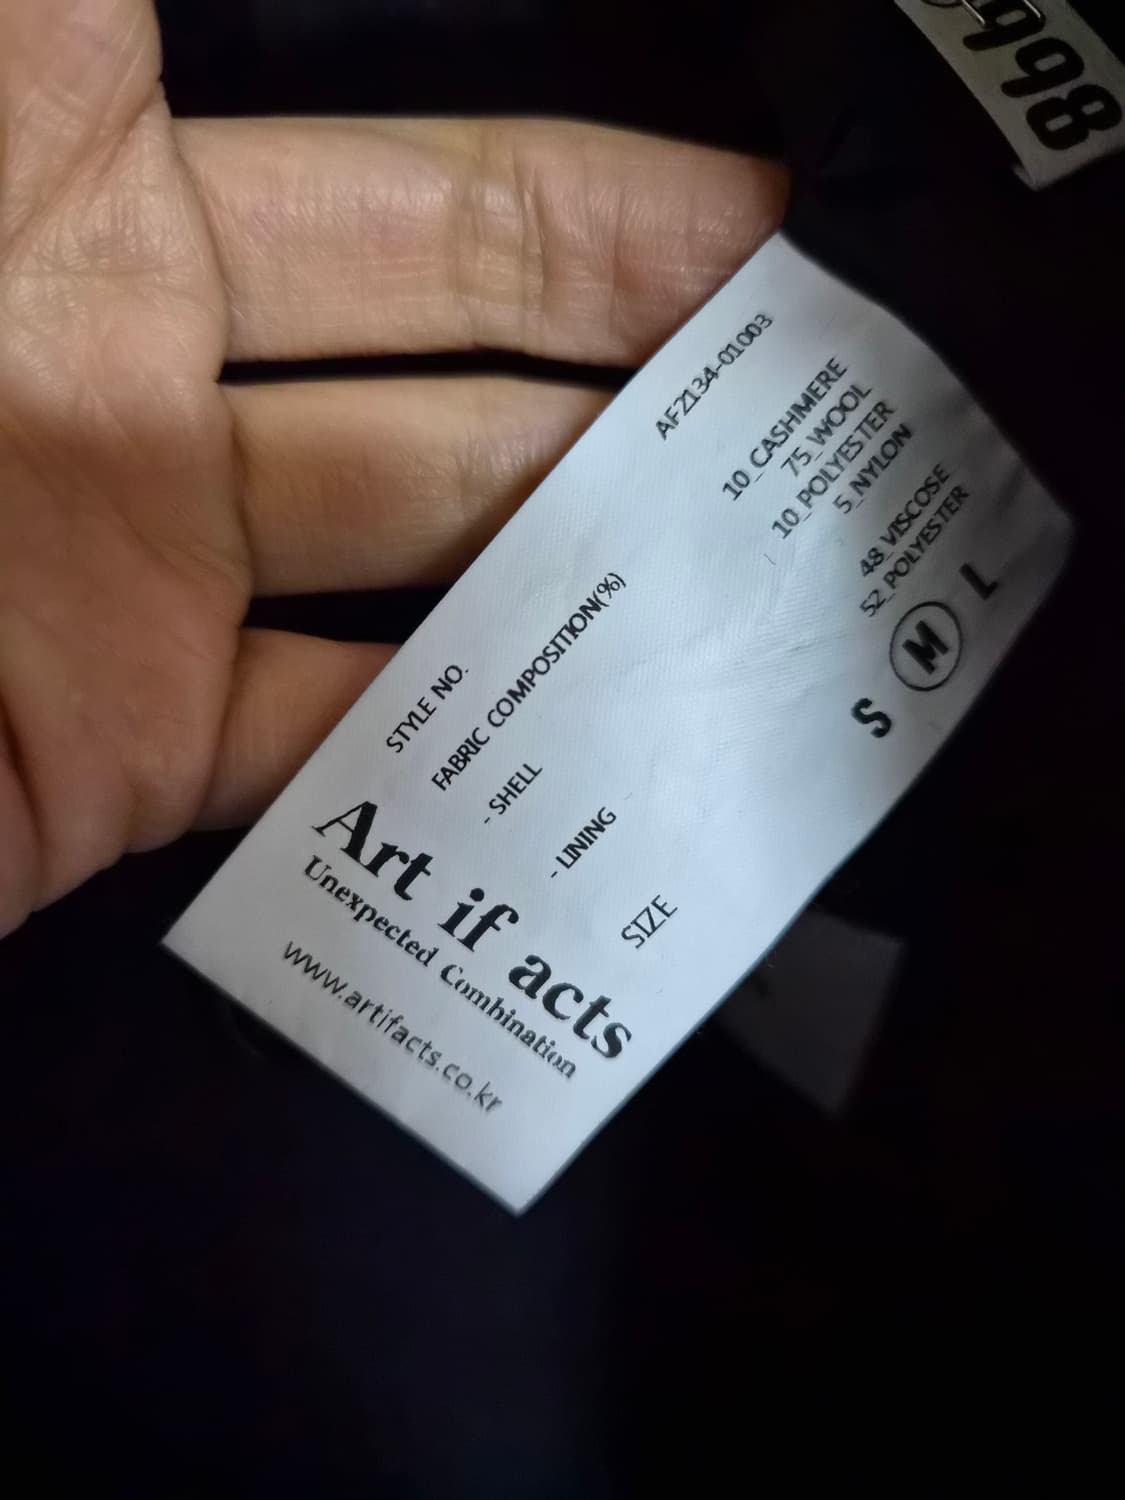 STYLE NO. AF2134-01003
FABRIC COMPOSITION(%)
- SHELL 10_CASHMERE
75_WOOL
10_POLYESTER
5_NYLON
- LINING 48_VISCOSE
52_POLYESTER
SIZE S M L
Art if acts
Unexpected Combination
www.artifacts.co.kr